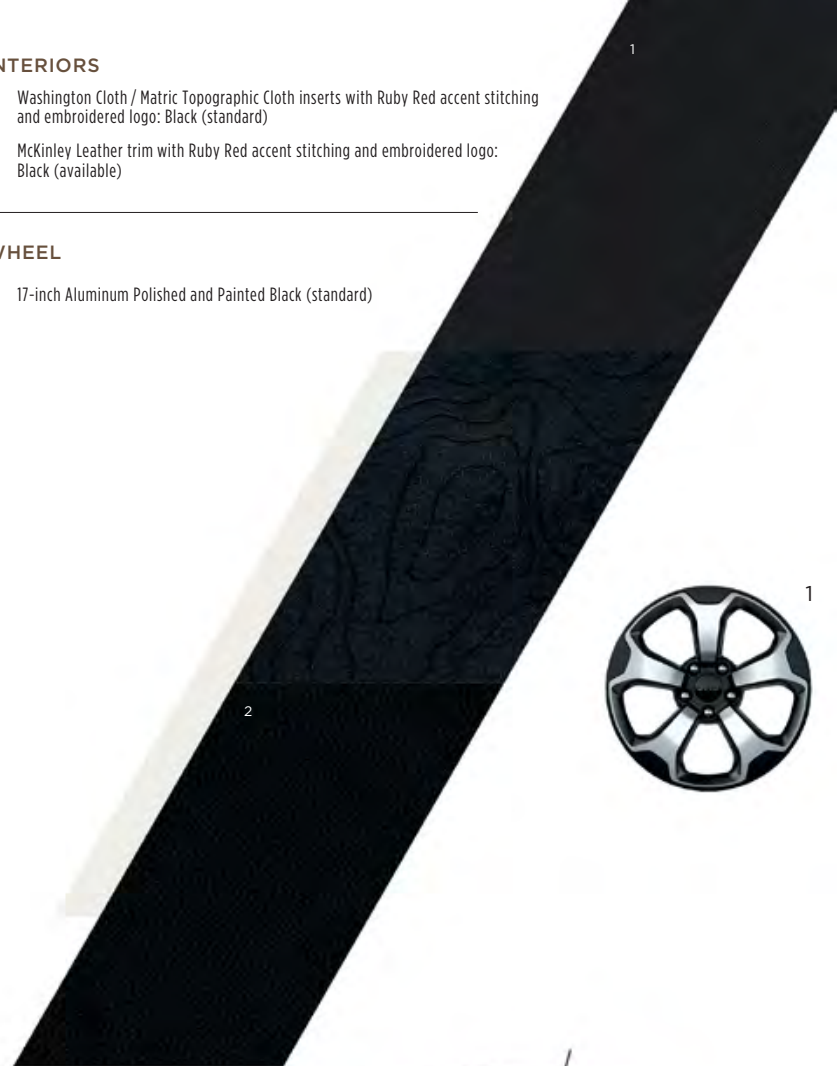 NTERIORS
Washington Cloth / Matric Topographic Cloth inserts with Ruby Red accent stitching
and embroidered logo: Black (standard)
McKinley Leather trim with Ruby Red accent stitching and embroidered logo:
Black (available)
HEEL
17-inch Aluminum Polished and Painted Black (standard)
1
1
2